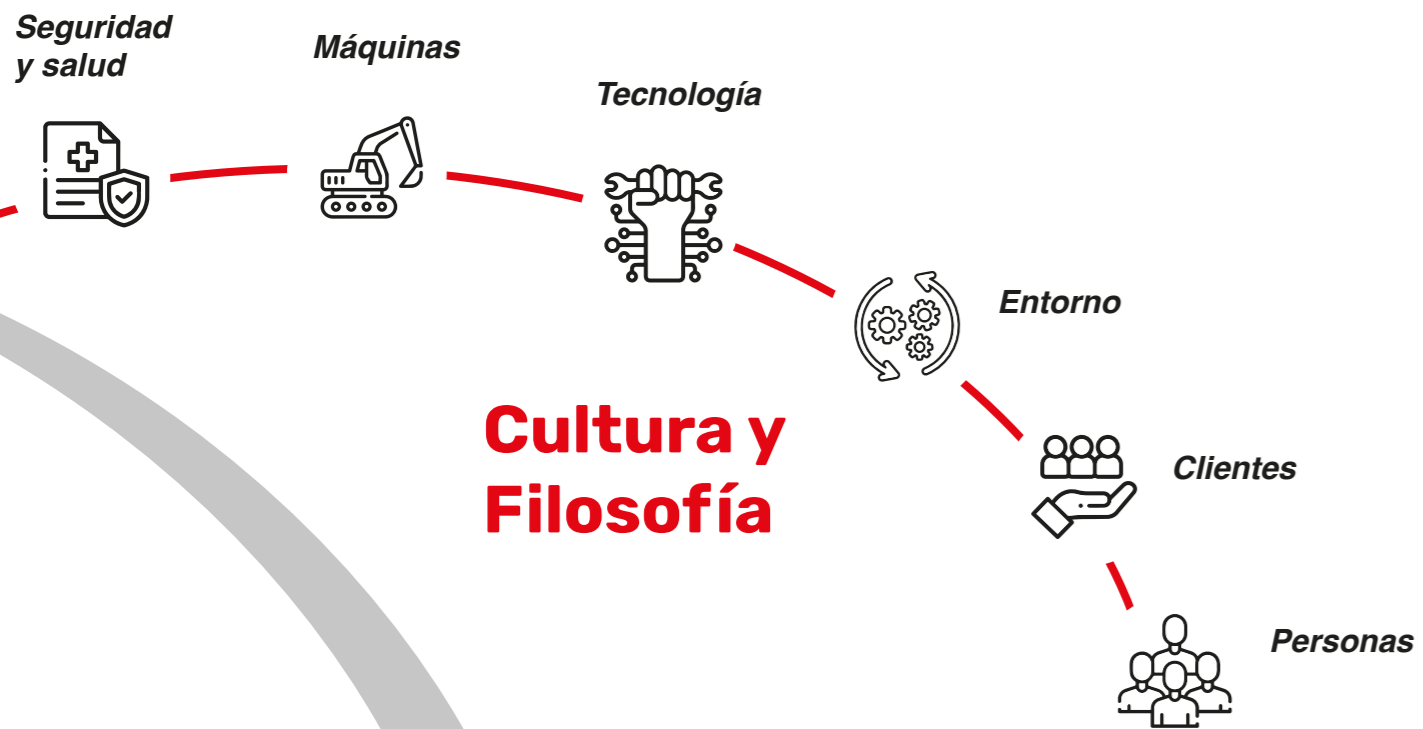 Seguridad
y salud
Máquinas
Tecnología
Entorno
Cultura y
Filosofía
Clientes
Personas